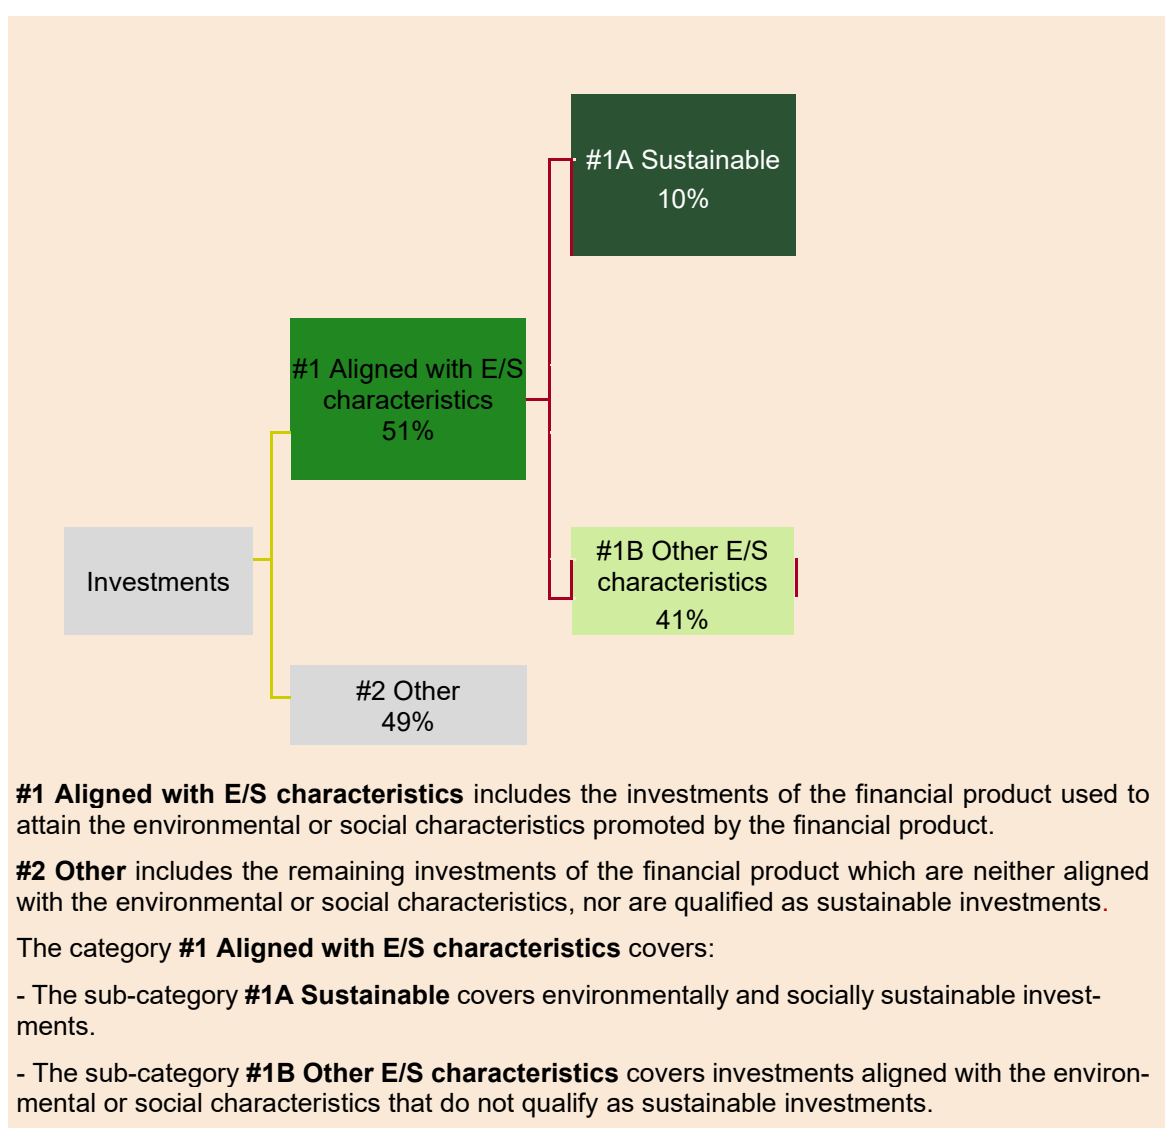 #1A Sustainable
10%
#1 Aligned with E/S
characteristics
51%
Investments
#1B Other E/S
characteristics
41%
#2 Other
49%
#1 Aligned with E/S characteristics includes the investments of the financial product used to
attain the environmental or social characteristics promoted by the financial product.
#2 Other includes the remaining investments of the financial product which are neither aligned
with the environmental or social characteristics, nor are qualified as sustainable investments.
The category #1 Aligned with E/S characteristics covers:
- The sub-category #1A Sustainable covers environmentally and socially sustainable invest-
ments.
- The sub-category #1B Other E/S characteristics covers investments aligned with the environ-
mental or social characteristics that do not qualify as sustainable investments.